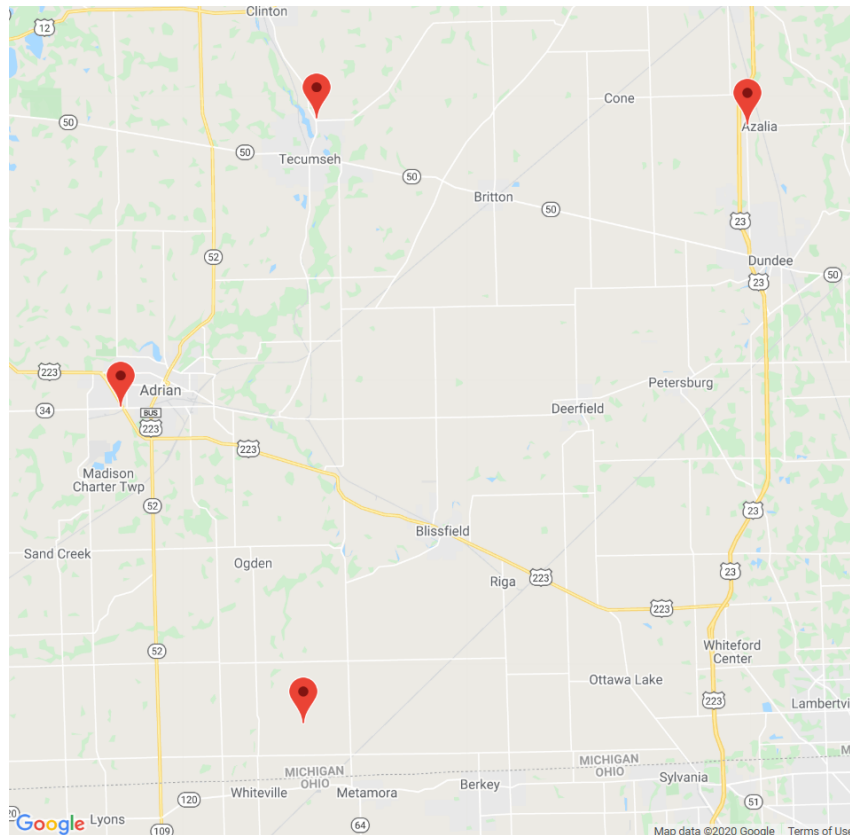 Clinton
12
Cone
50
Azalia
50
Tecumseh
50
Britton
50
23
52
Dundee
23
50
223
Adrian
Petersburg
34
BUS
223
Deerfield
223
Madison
Charter Twp
52
23
Blissfield
Sand Creek
Ogden
23
Riga
223
223
52
Whiteford
Center
Ottawa Lake
223
Lambertvi
MICHIGAN
OHIO
M
MICHIGAN
OHIO
Sylvania
Berkey
Whiteville
Metamora
120
20
51
Lyons
109
64
Google
Map data ©2020 Google
Terms of Use